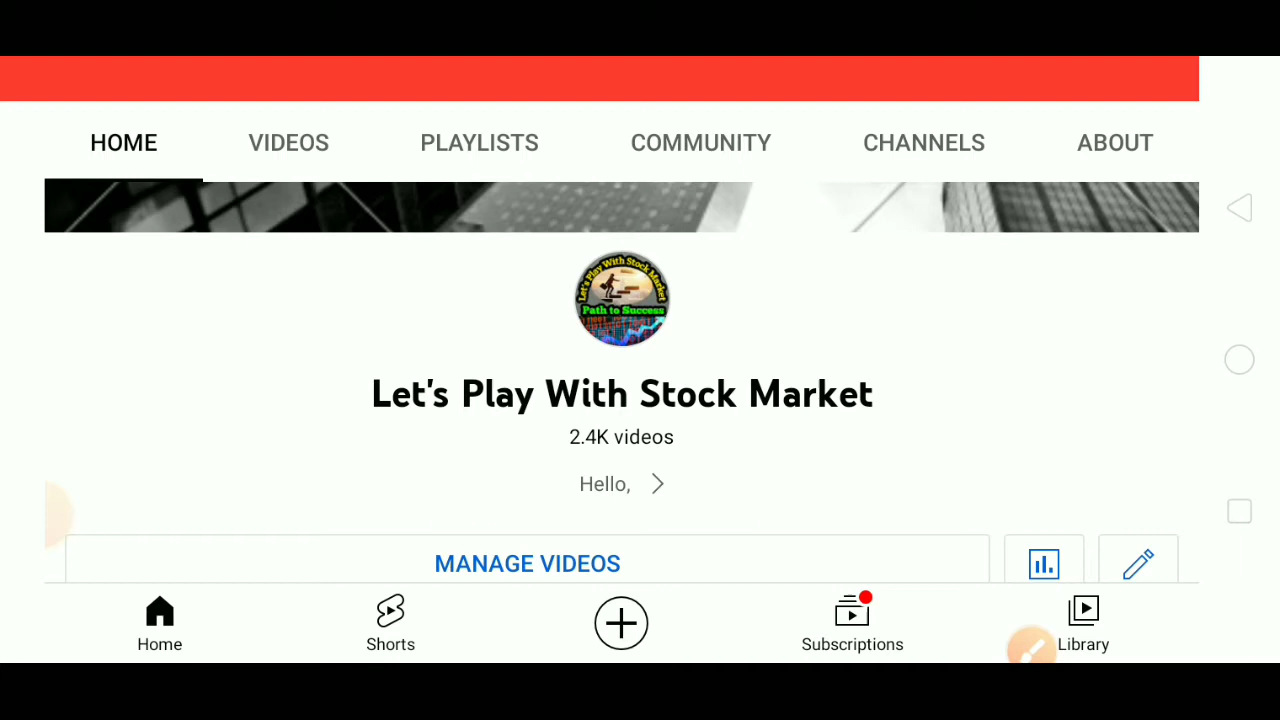 HOME VIDEOS PLAYLISTS COMMUNITY CHANNELS ABOUT
Let's Play With Stock Market
Path to Success
Let's Play With Stock Market
2.4K videos
Hello,
MANAGE VIDEOS
Home Shorts Subscriptions Library